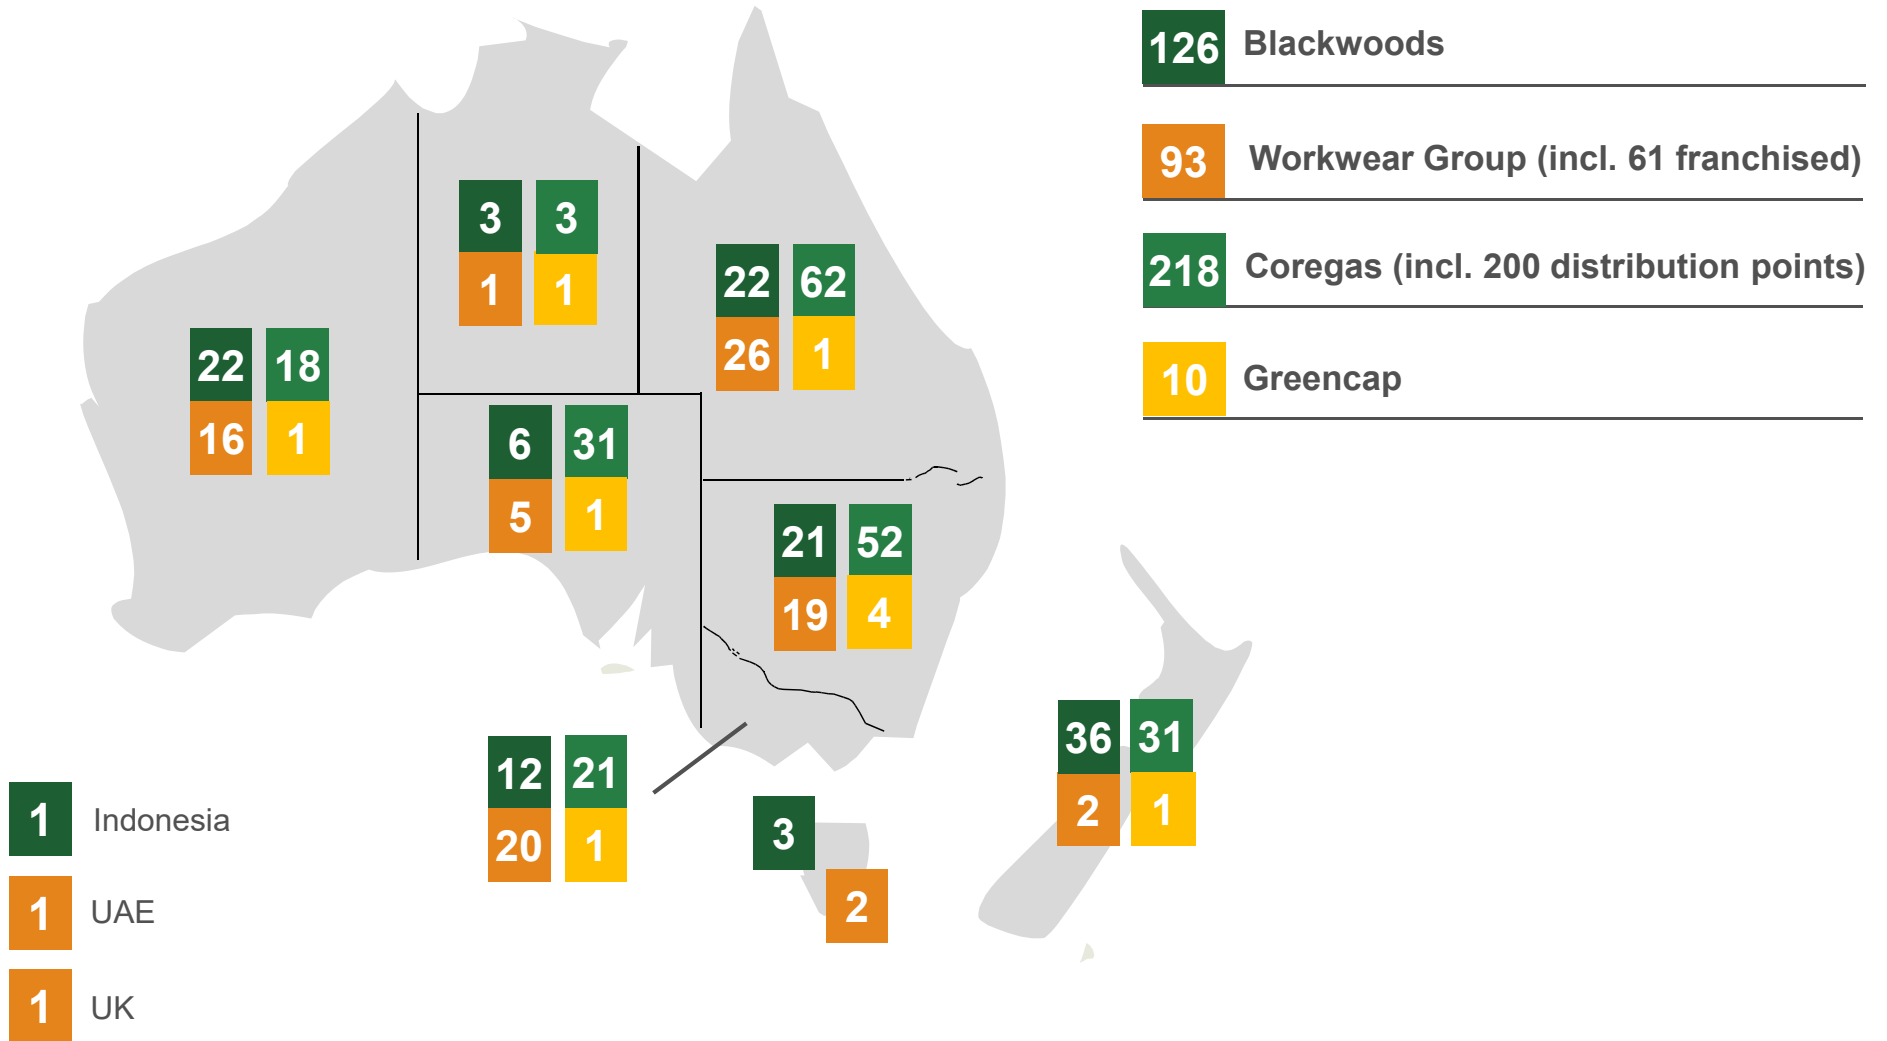 126 Blackwoods
93 Workwear Group (incl. 61 franchised)
218 Coregas (incl. 200 distribution points)
10 Greencap
3 3
1 1
22 62
26 1
22 18
16 1
6 31
5 1
21 52
19 4
12 21
20 1
3
2
36 31
2 1
1 Indonesia
1 UAE
1 UK